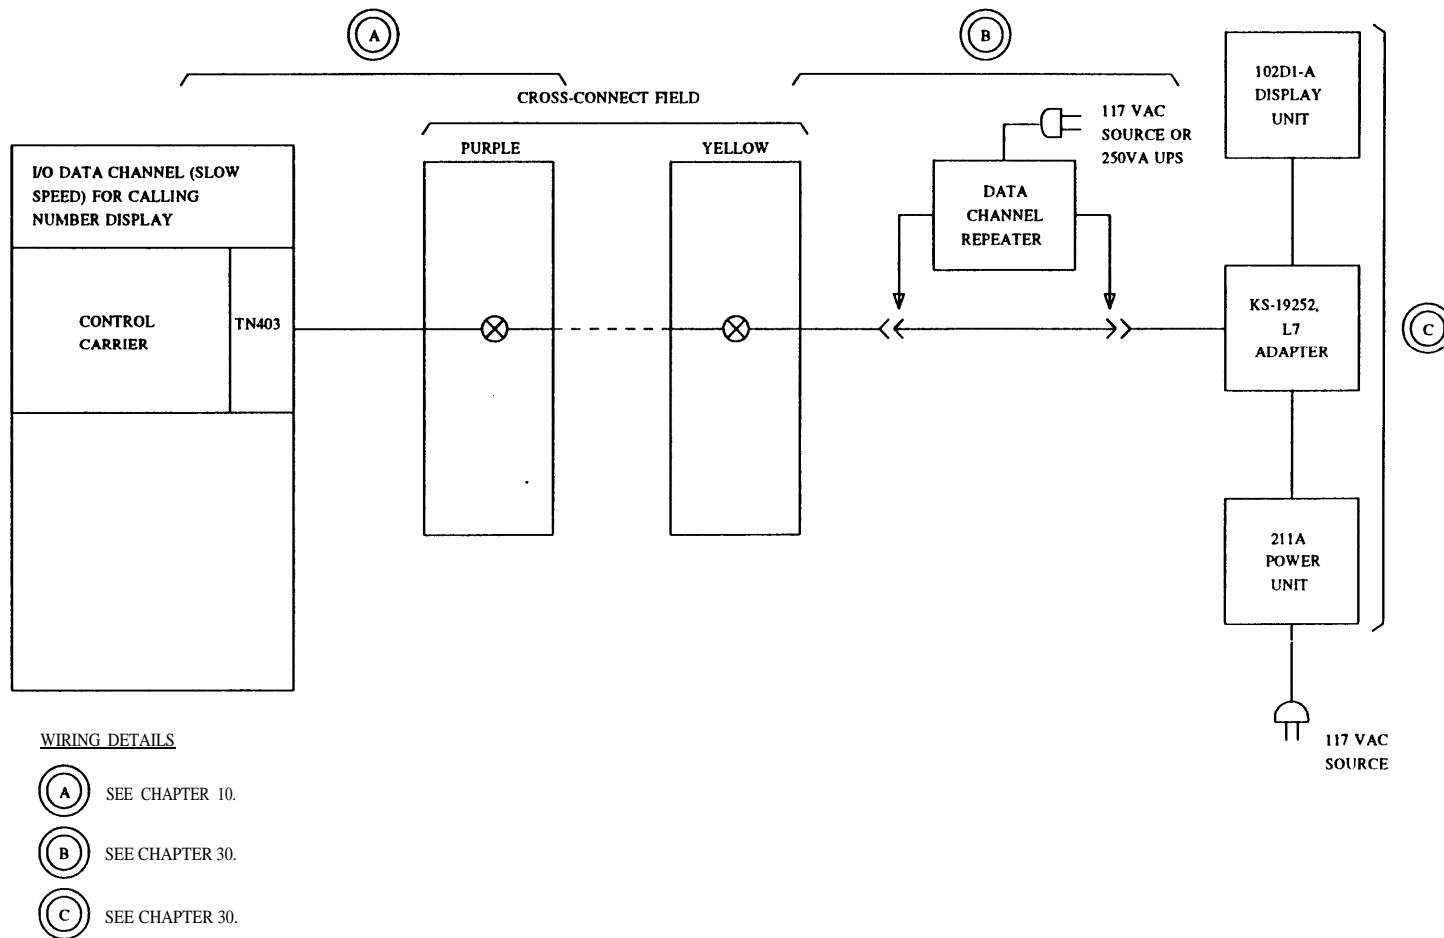 A
B
CROSS-CONNECT FIELD
PURPLE
YELLOW
I/O DATA CHANNEL (SLOW
SPEED) FOR CALLING
NUMBER DISPLAY
CONTROL
CARRIER
TN403
117 VAC
SOURCE OR
250VA UPS
DATA
CHANNEL
REPEATER
102D1-A
DISPLAY
UNIT
KS-19252,
L7
ADAPTER
C
211A
POWER
UNIT
117 VAC
SOURCE
WIRING DETAILS
A SEE CHAPTER 10.
B SEE CHAPTER 30.
C SEE CHAPTER 30.